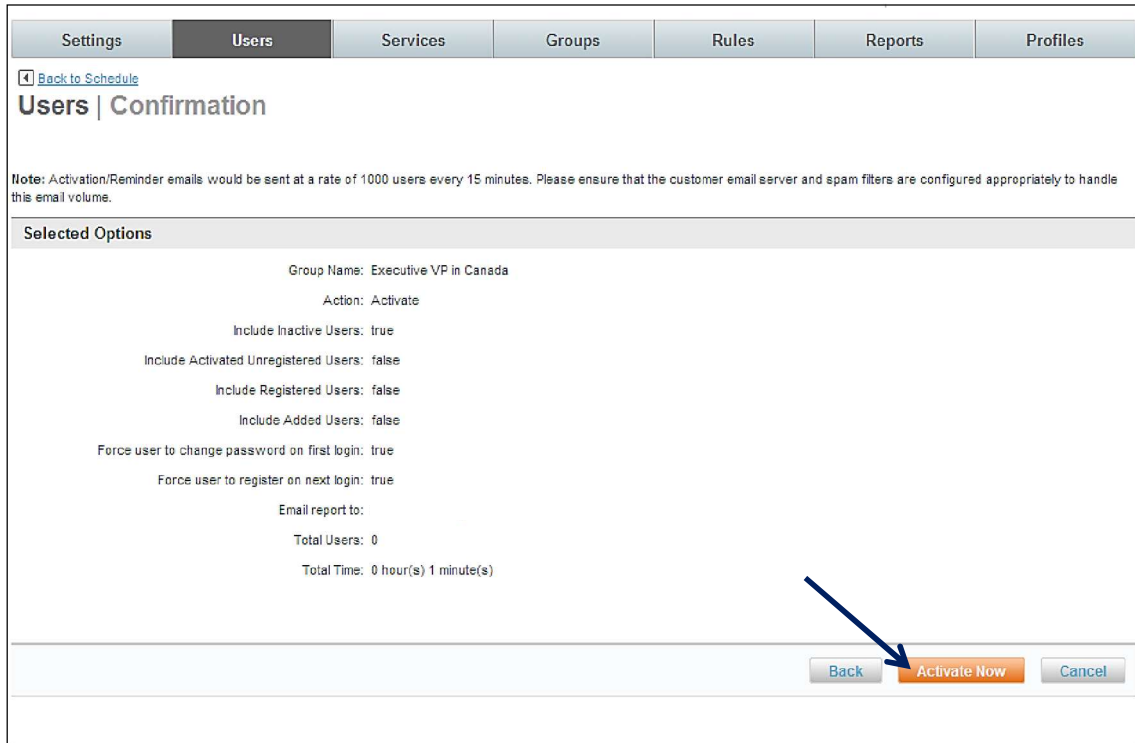 Settings Users Services Groups Rules Reports Profiles
Back to Schedule
Users | Confirmation
Note: Activation/Reminder emails would be sent at a rate of 1000 users every 15 minutes. Please ensure that the customer email server and spam filters are configured appropriately to handle
this email volume.
Selected Options
Group Name: Executive VP in Canada
Action: Activate
Include Inactive Users: true
Include Activated Unregistered Users: false
Include Registered Users: false
Include Added Users: false
Force user to change password on first login: true
Force user to register on next login: true
Email report to:
Total Users: 0
Total Time: 0 hour(s) 1 minute(s)
Back Activate Now Cancel